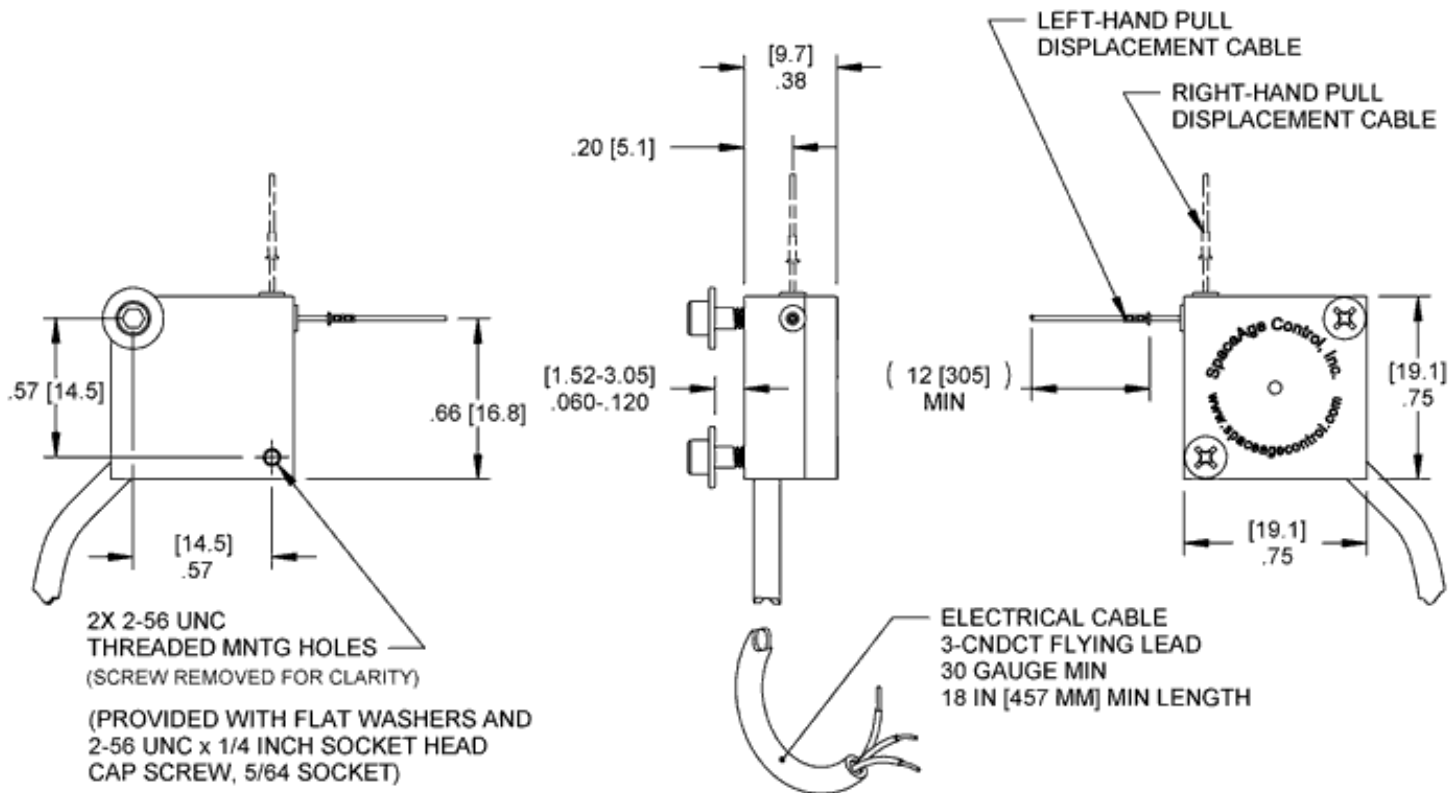 LEFT-HAND PULL
DISPLACEMENT CABLE
[9.7]
.38
RIGHT-HAND PULL
DISPLACEMENT CABLE
.20 [5.1]
.57 [14.5]
.66 [16.8]
[1.52-3.05]
.060-.120
( 12 [305] )
MIN
SpaceAge Control, Inc.
www.spaceagecontrol.com
[19.1]
.75
[14.5]
.57
[19.1]
.75
2X 2-56 UNC
THREADED MNTG HOLES
(SCREW REMOVED FOR CLARITY)
(PROVIDED WITH FLAT WASHERS AND
2-56 UNC x 1/4 INCH SOCKET HEAD
CAP SCREW, 5/64 SOCKET)
ELECTRICAL CABLE
3-CNDCT FLYING LEAD
30 GAUGE MIN
18 IN [457 MM] MIN LENGTH